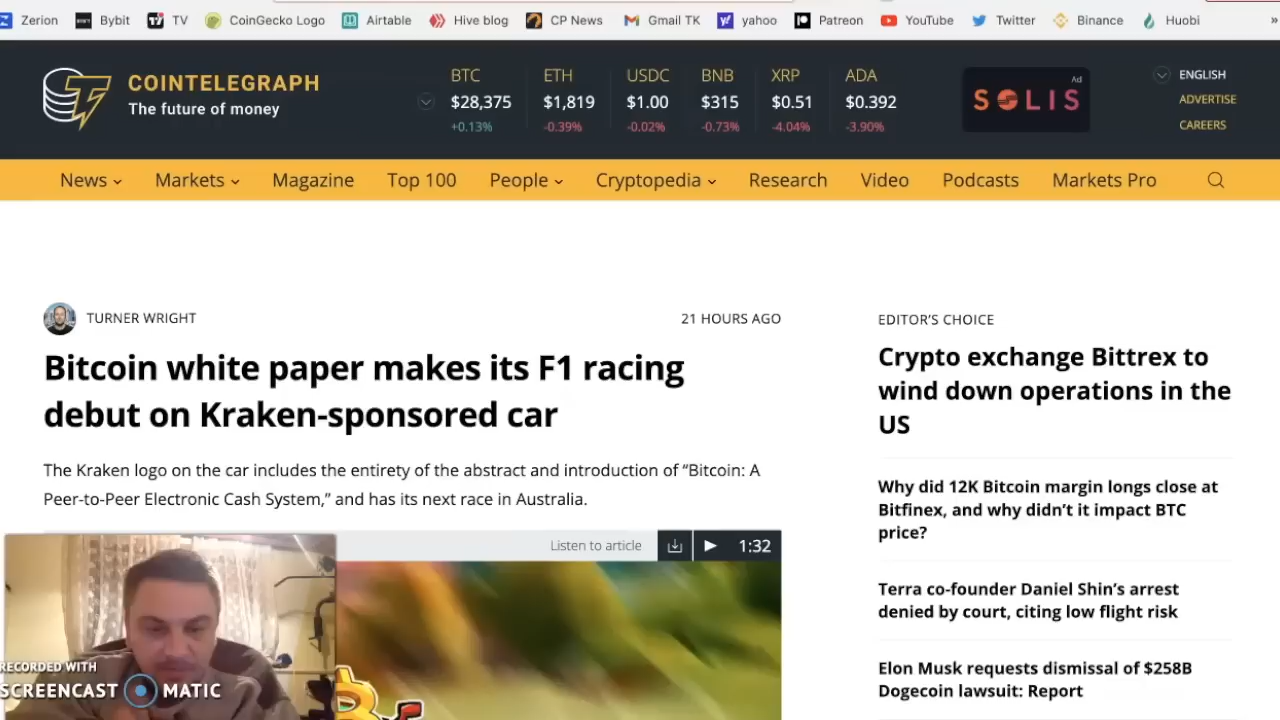 Zerion Bybit TV CoinGecko Logo Airtable Hive blog CP News Gmail TK yahoo Patreon YouTube Twitter Binance Huobi »
COINTELEGRAPH
The future of money
BTC ETH USDC BNB XRP ADA
$28,375 $1,819 $1.00 $315 $0.51 $0.392
+0.13% -0.39% -0.02% -0.73% -4.04% -3.90%
Ad
SOLIS
ENGLISH
ADVERTISE
CAREERS
News Markets Magazine Top 100 People Cryptopedia Research Video Podcasts Markets Pro
TURNER WRIGHT
21 HOURS AGO
Bitcoin white paper makes its F1 racing
debut on Kraken-sponsored car
The Kraken logo on the car includes the entirety of the abstract and introduction of “Bitcoin: A
Peer-to-Peer Electronic Cash System,” and has its next race in Australia.
Listen to article 1:32
EDITOR’S CHOICE
Crypto exchange Bittrex to
wind down operations in the
US
Why did 12K Bitcoin margin longs close at
Bitfinex, and why didn’t it impact BTC
price?
Terra co-founder Daniel Shin’s arrest
denied by court, citing low flight risk
Elon Musk requests dismissal of $258B
Dogecoin lawsuit: Report
RECORDED WITH
SCREENCAST MATIC